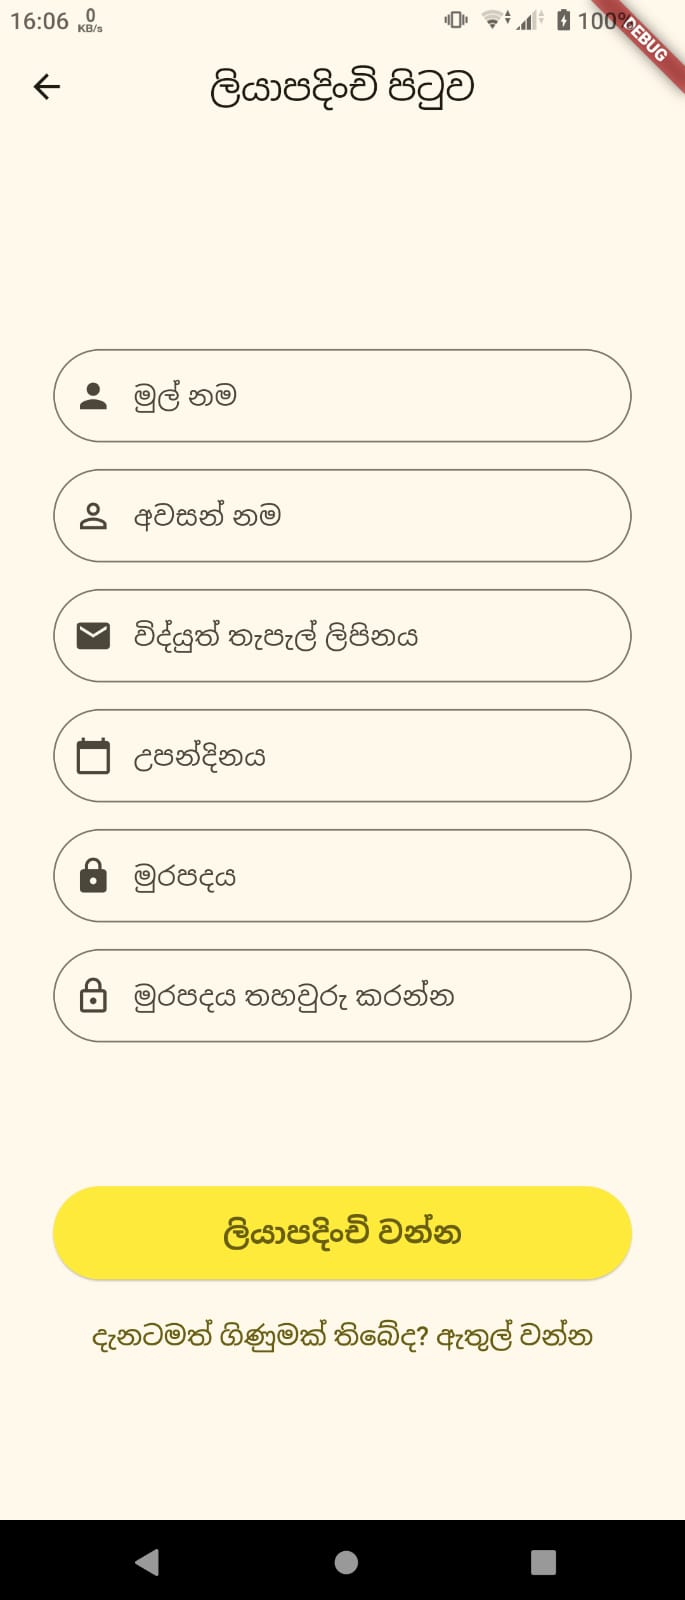 16:06 0 KB/s 100%
DEBUG
ලියාපදිංචි පිටුව
මුල් නම
අවසන් නම
විද්යුත් තැපැල් ලිපිනය
උපන්දිනය
මුරපදය
මුරපදය තහවුරු කරන්න
ලියාපදිංචි වන්න
දැනටමත් ගිණුමක් තිබේද? ඇතුල් වන්න